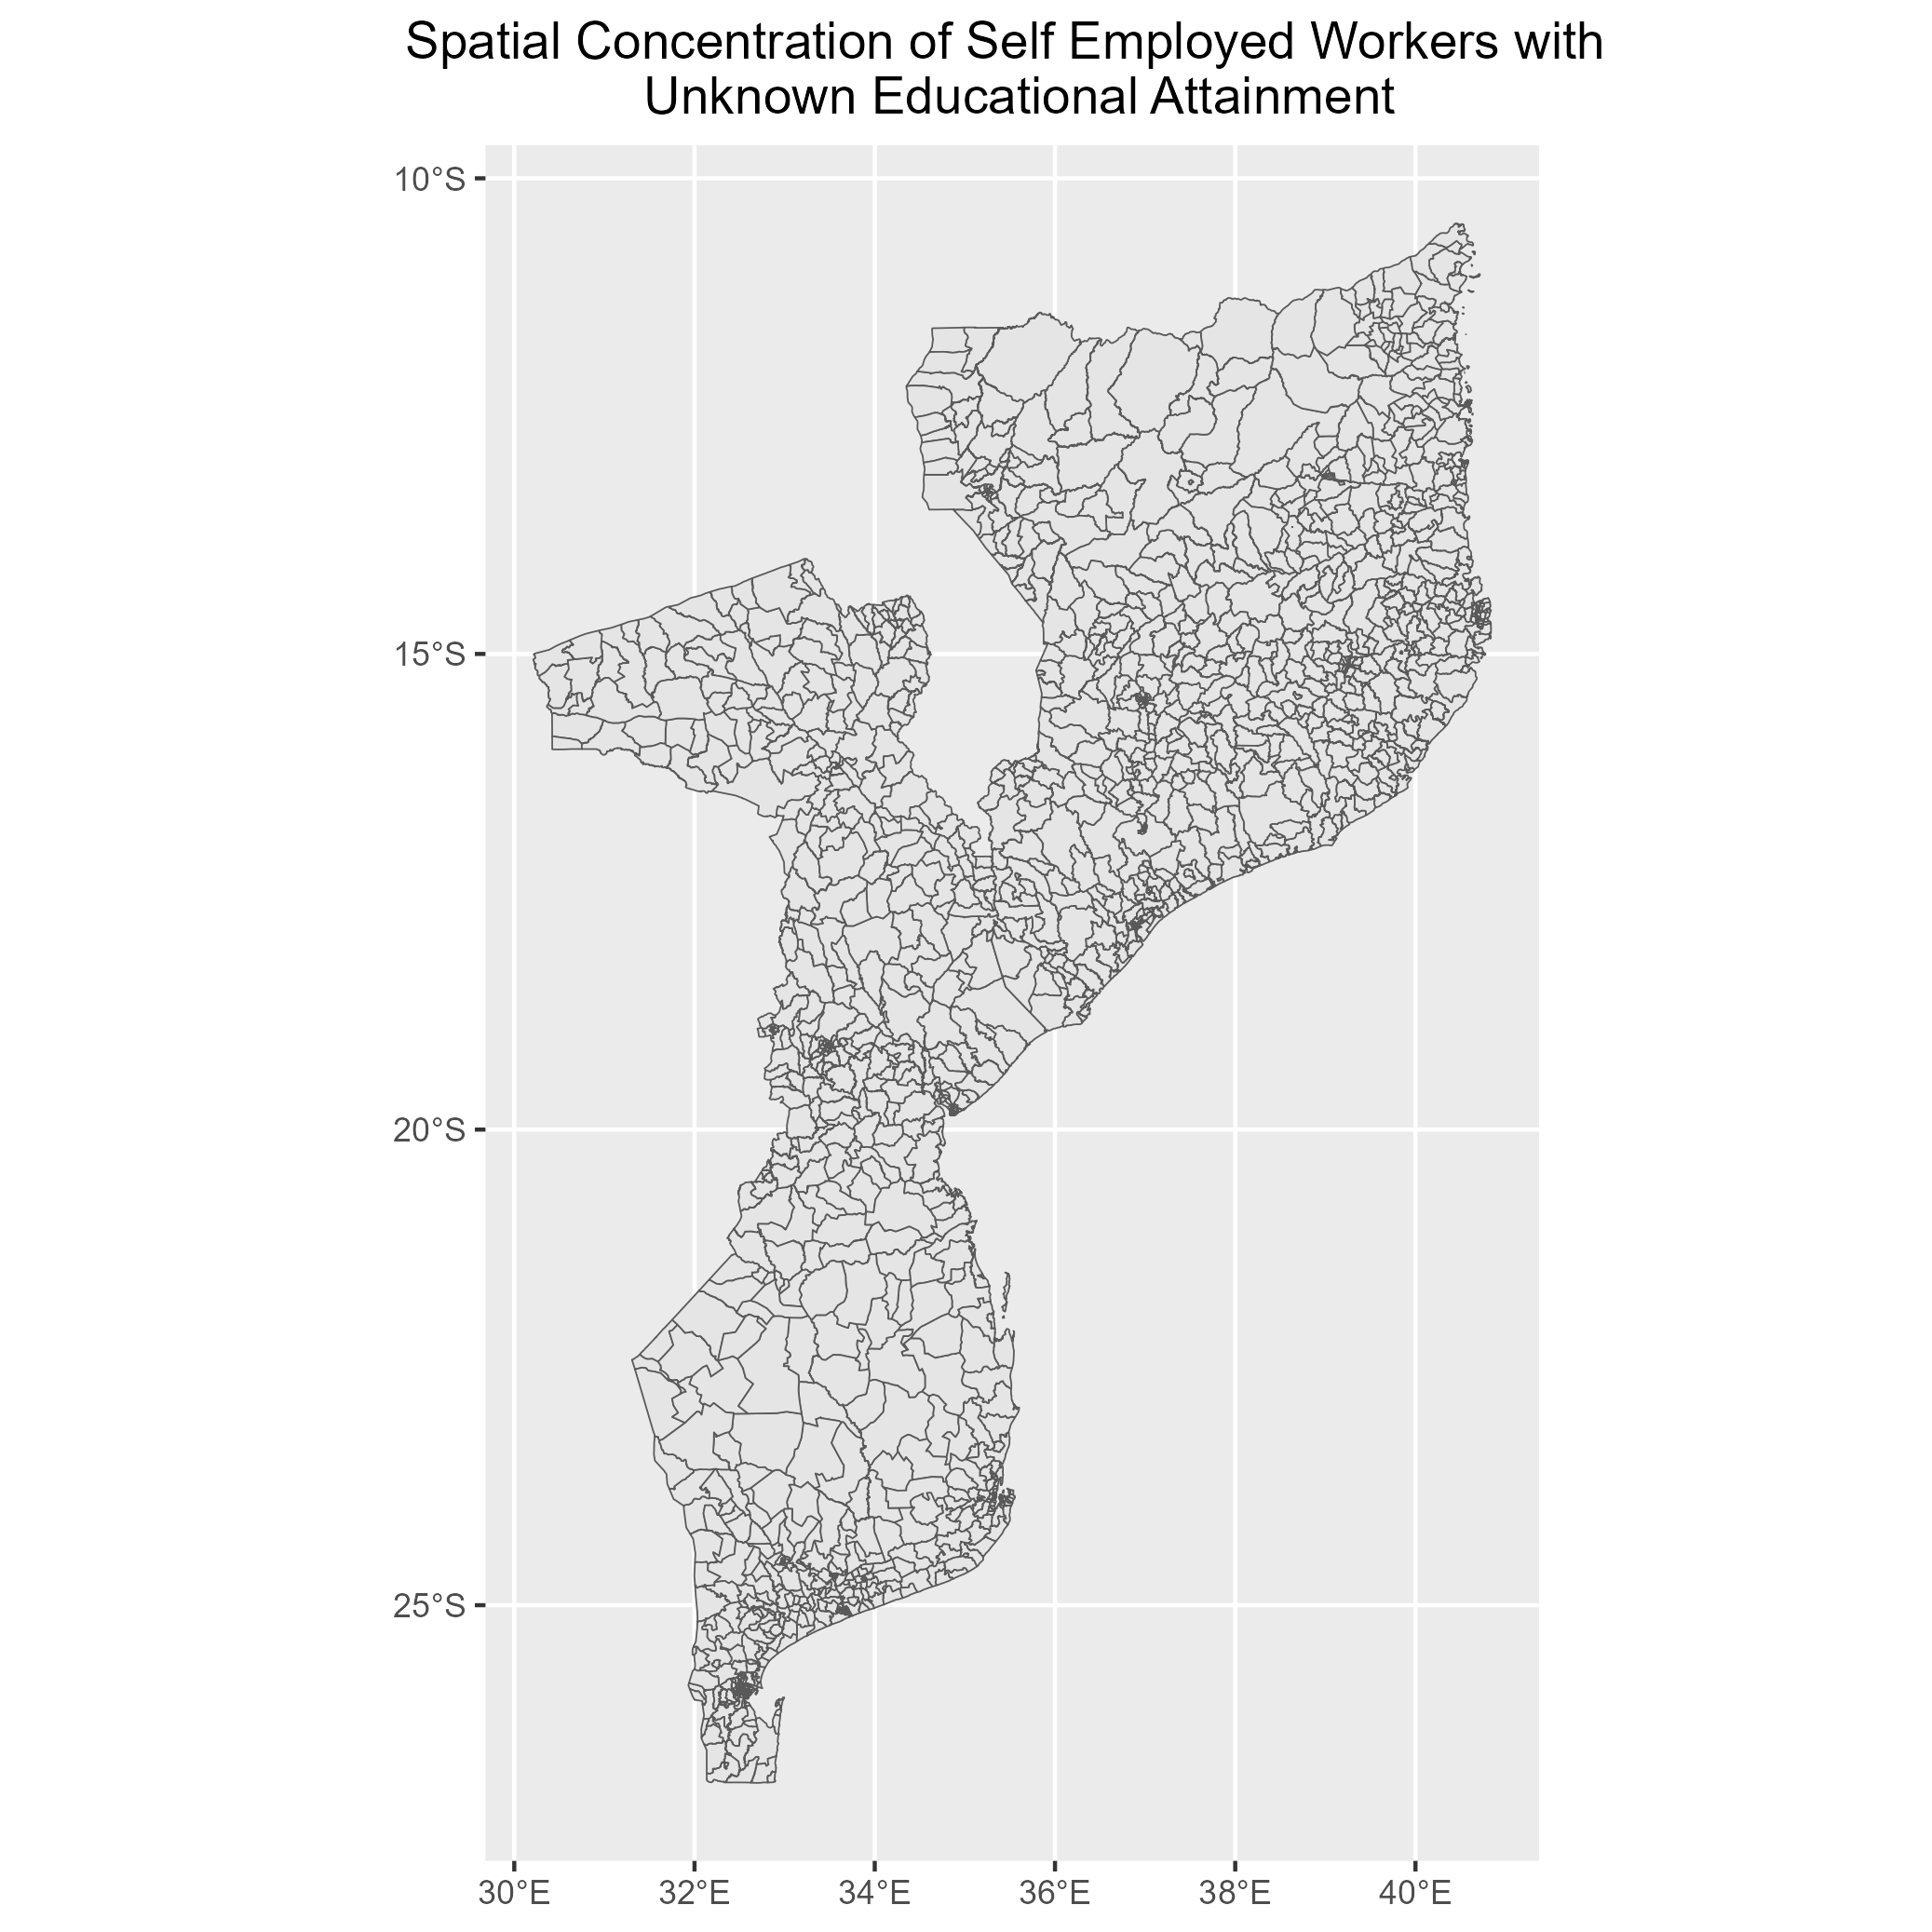 Spatial Concentration of Self Employed Workers with
Unknown Educational Attainment
10°S
15°S
20°S
25°S
30°E 32°E 34°E 36°E 38°E 40°E